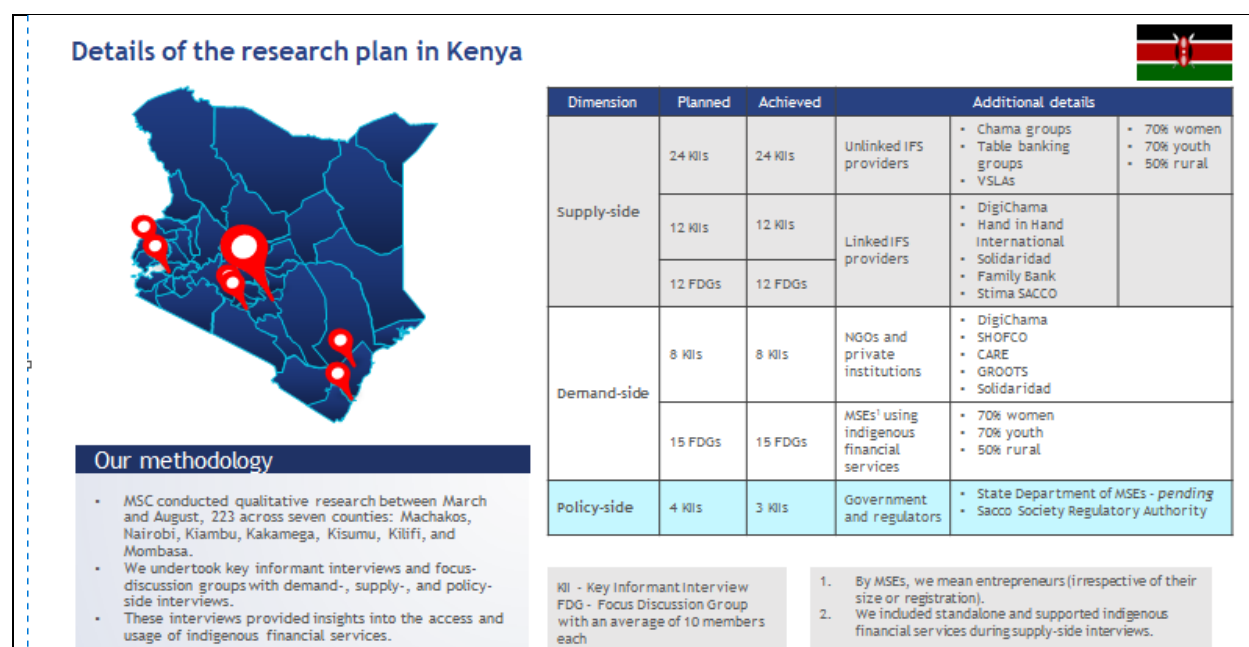 Details of the research plan in Kenya
Dimension Planned Achieved Additional details
Supply-side
24 KIIs 24 KIIs
Unlinked IFS
providers
▪ Chama groups
▪ Table banking
groups
▪ VSLAs
▪ 70% women
▪ 70% youth
▪ 50% rural
12 KIIs 12 KIIs
12 FDGs 12 FDGs
Linked IFS
providers
▪ DigiChama
▪ Hand in Hand
International
▪ Solidaridad
▪ Family Bank
▪ Stima SACCO
Demand-side
8 KIIs 8 KIIs
NGOs and
private
institutions
▪ DigiChama
▪ SHOFCO
▪ CARE
▪ GROOTS
▪ Solidaridad
15 FDGs 15 FDGs
MSEs¹ using
indigenous
financial
services
▪ 70% women
▪ 70% youth
▪ 50% rural
Policy-side 4 KIIs 3 KIIs
Government
and regulators
▪ State Department of MSEs - pending
▪ Sacco Society Regulatory Authority
Our methodology
▪ MSC conducted qualitative research between March
and August, 223 across seven counties: Machakos,
Nairobi, Kiambu, Kakamega, Kisumu, Kilifi, and
Mombasa.
▪ We undertook key informant interviews and focus-
discussion groups with demand-, supply-, and policy-
side interviews.
▪ These interviews provided insights into the access and
usage of indigenous financial services.
KII - Key Informant Interview
FDG - Focus Discussion Group
with an average of 10 members
each
1. By MSEs, we mean entrepreneurs (irrespective of their
size or registration).
2. We included standalone and supported indigenous
financial services during supply-side interviews.